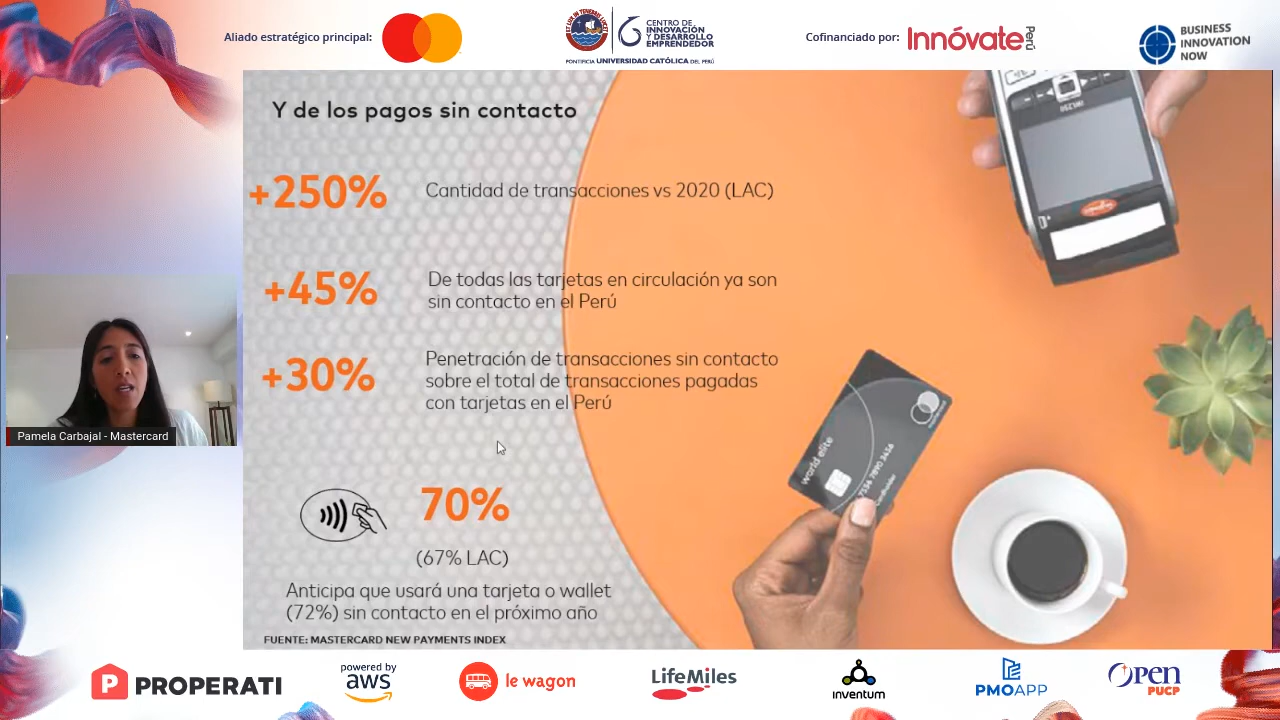 Aliado estratégico principal:
CENTRO DE
INNOVACIÓN
Y DESARROLLO
EMPRENDEDOR
PONTIFICIA UNIVERSIDAD CATÓLICA DEL PERÚ
Cofinanciado por:
Innóvate
Perú
BUSINESS
INNOVATION
NOW
Y de los pagos sin contacto
+250%
Cantidad de transacciones vs 2020 (LAC)
+45%
De todas las tarjetas en circulación ya son
sin contacto en el Perú
+30%
Penetración de transacciones sin contacto
sobre el total de transacciones pagadas
con tarjetas en el Perú
70%
(67% LAC)
Anticipa que usará una tarjeta o wallet
(72%) sin contacto en el próximo año
FUENTE: MASTERCARD NEW PAYMENTS INDEX
world elite
Cardholder
Pamela Carbajal - Mastercard
PROPERATI
powered by
aws
le wagon
LifeMiles
INVENTUM
PMOAPP
OPEN
PUCP